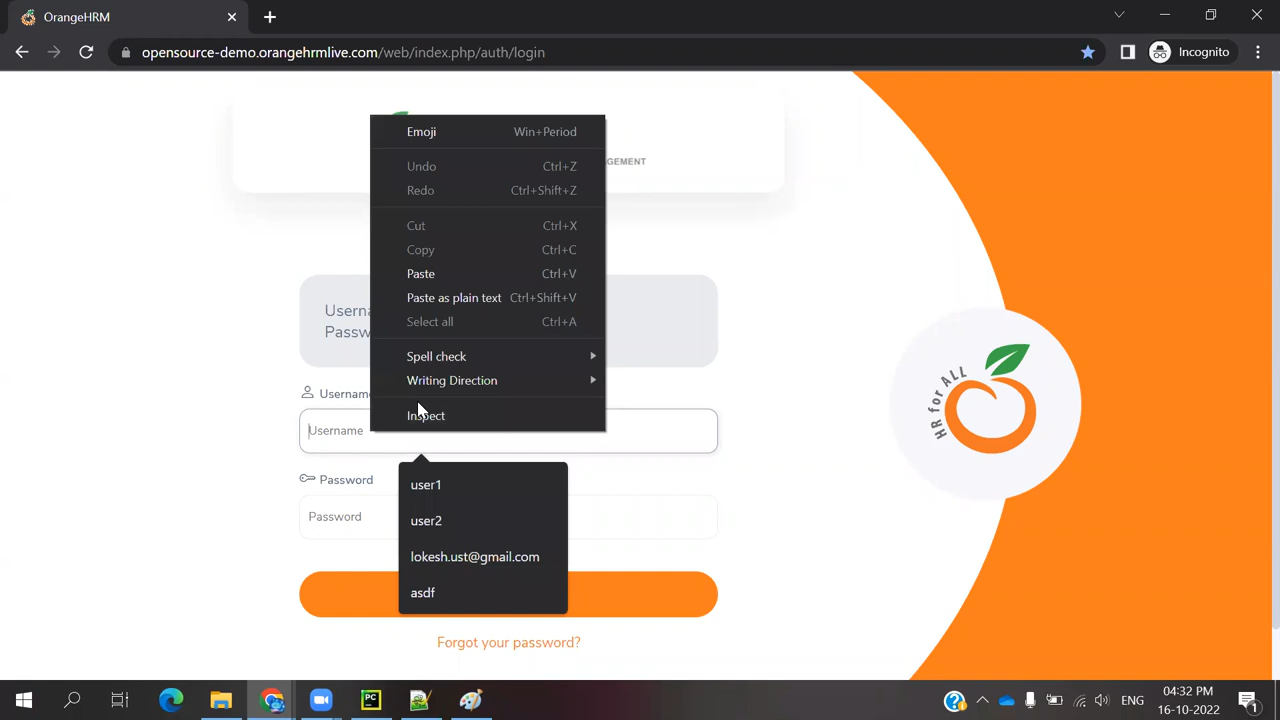 OrangeHRM
opensource-demo.orangehrmlive.com/web/index.php/auth/login
Incognito
GEMENT
Emoji Win+Period
Undo Ctrl+Z
Redo Ctrl+Shift+Z
Cut Ctrl+X
Copy Ctrl+C
Paste Ctrl+V
Paste as plain text Ctrl+Shift+V
Select all Ctrl+A
Spell check
Writing Direction
Inspect
Userna
Passw
Username
Username
user1
user2
lokesh.ust@gmail.com
asdf
Password
Password
Forgot your password?
HR for ALL
ENG
04:32 PM
16-10-2022
1